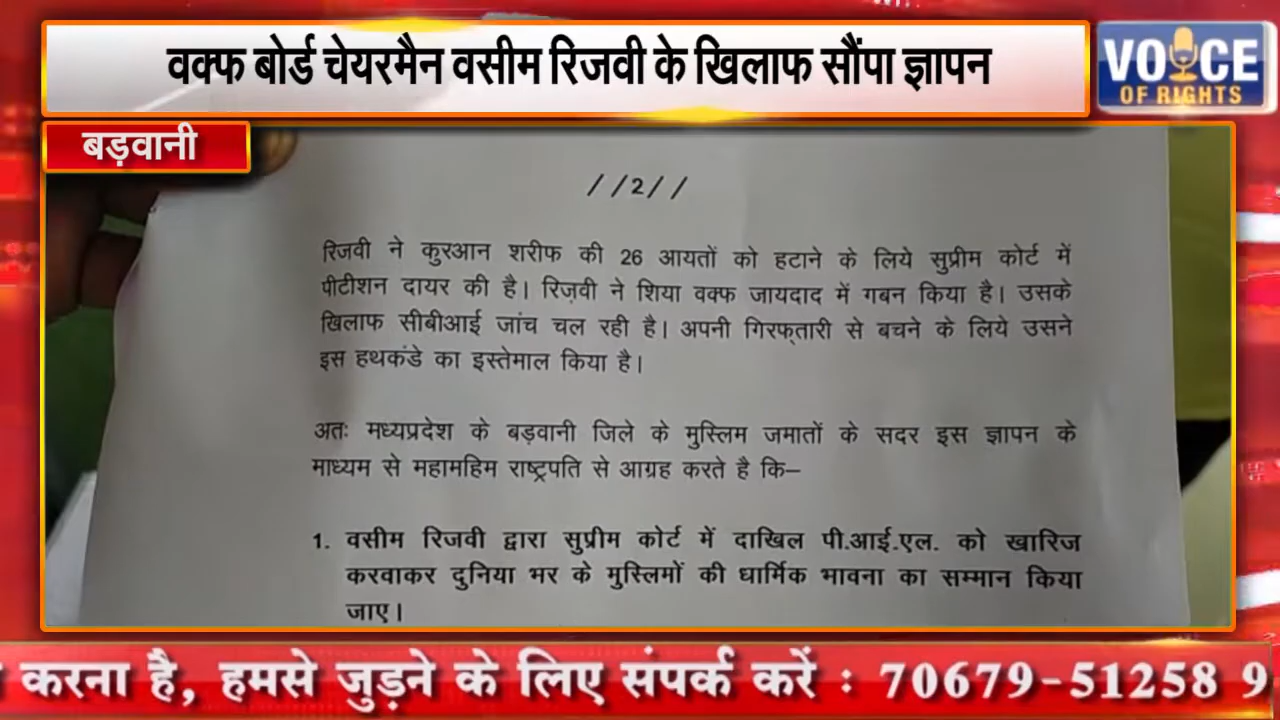 वक्फ बोर्ड चेयरमैन वसीम रिजवी के खिलाफ सौंपा ज्ञापन
VOICE
OF RIGHTS
बड़वानी
//2//
रिजवी ने कुरआन शरीफ की 26 आयतों को हटाने के लिये सुप्रीम कोर्ट में
पीटीशन दायर की है। रिज़वी ने शिया वक्फ जायदाद में गबन किया है। उसके
खिलाफ सीबीआई जांच चल रही है। अपनी गिरफ्तारी से बचने के लिये उसने
इस हथकंडे का इस्तेमाल किया है।
अतः मध्यप्रदेश के बड़वानी जिले के मुस्लिम जमातों के सदर इस ज्ञापन के
माध्यम से महामहिम राष्ट्रपति से आग्रह करते है कि–
1. वसीम रिजवी द्वारा सुप्रीम कोर्ट में दाखिल पी.आई.एल. को खारिज
करवाकर दुनिया भर के मुस्लिमों की धार्मिक भावना का सम्मान किया
जाए।
करना है, हमसे जुड़ने के लिए संपर्क करें : 70679-51258 9